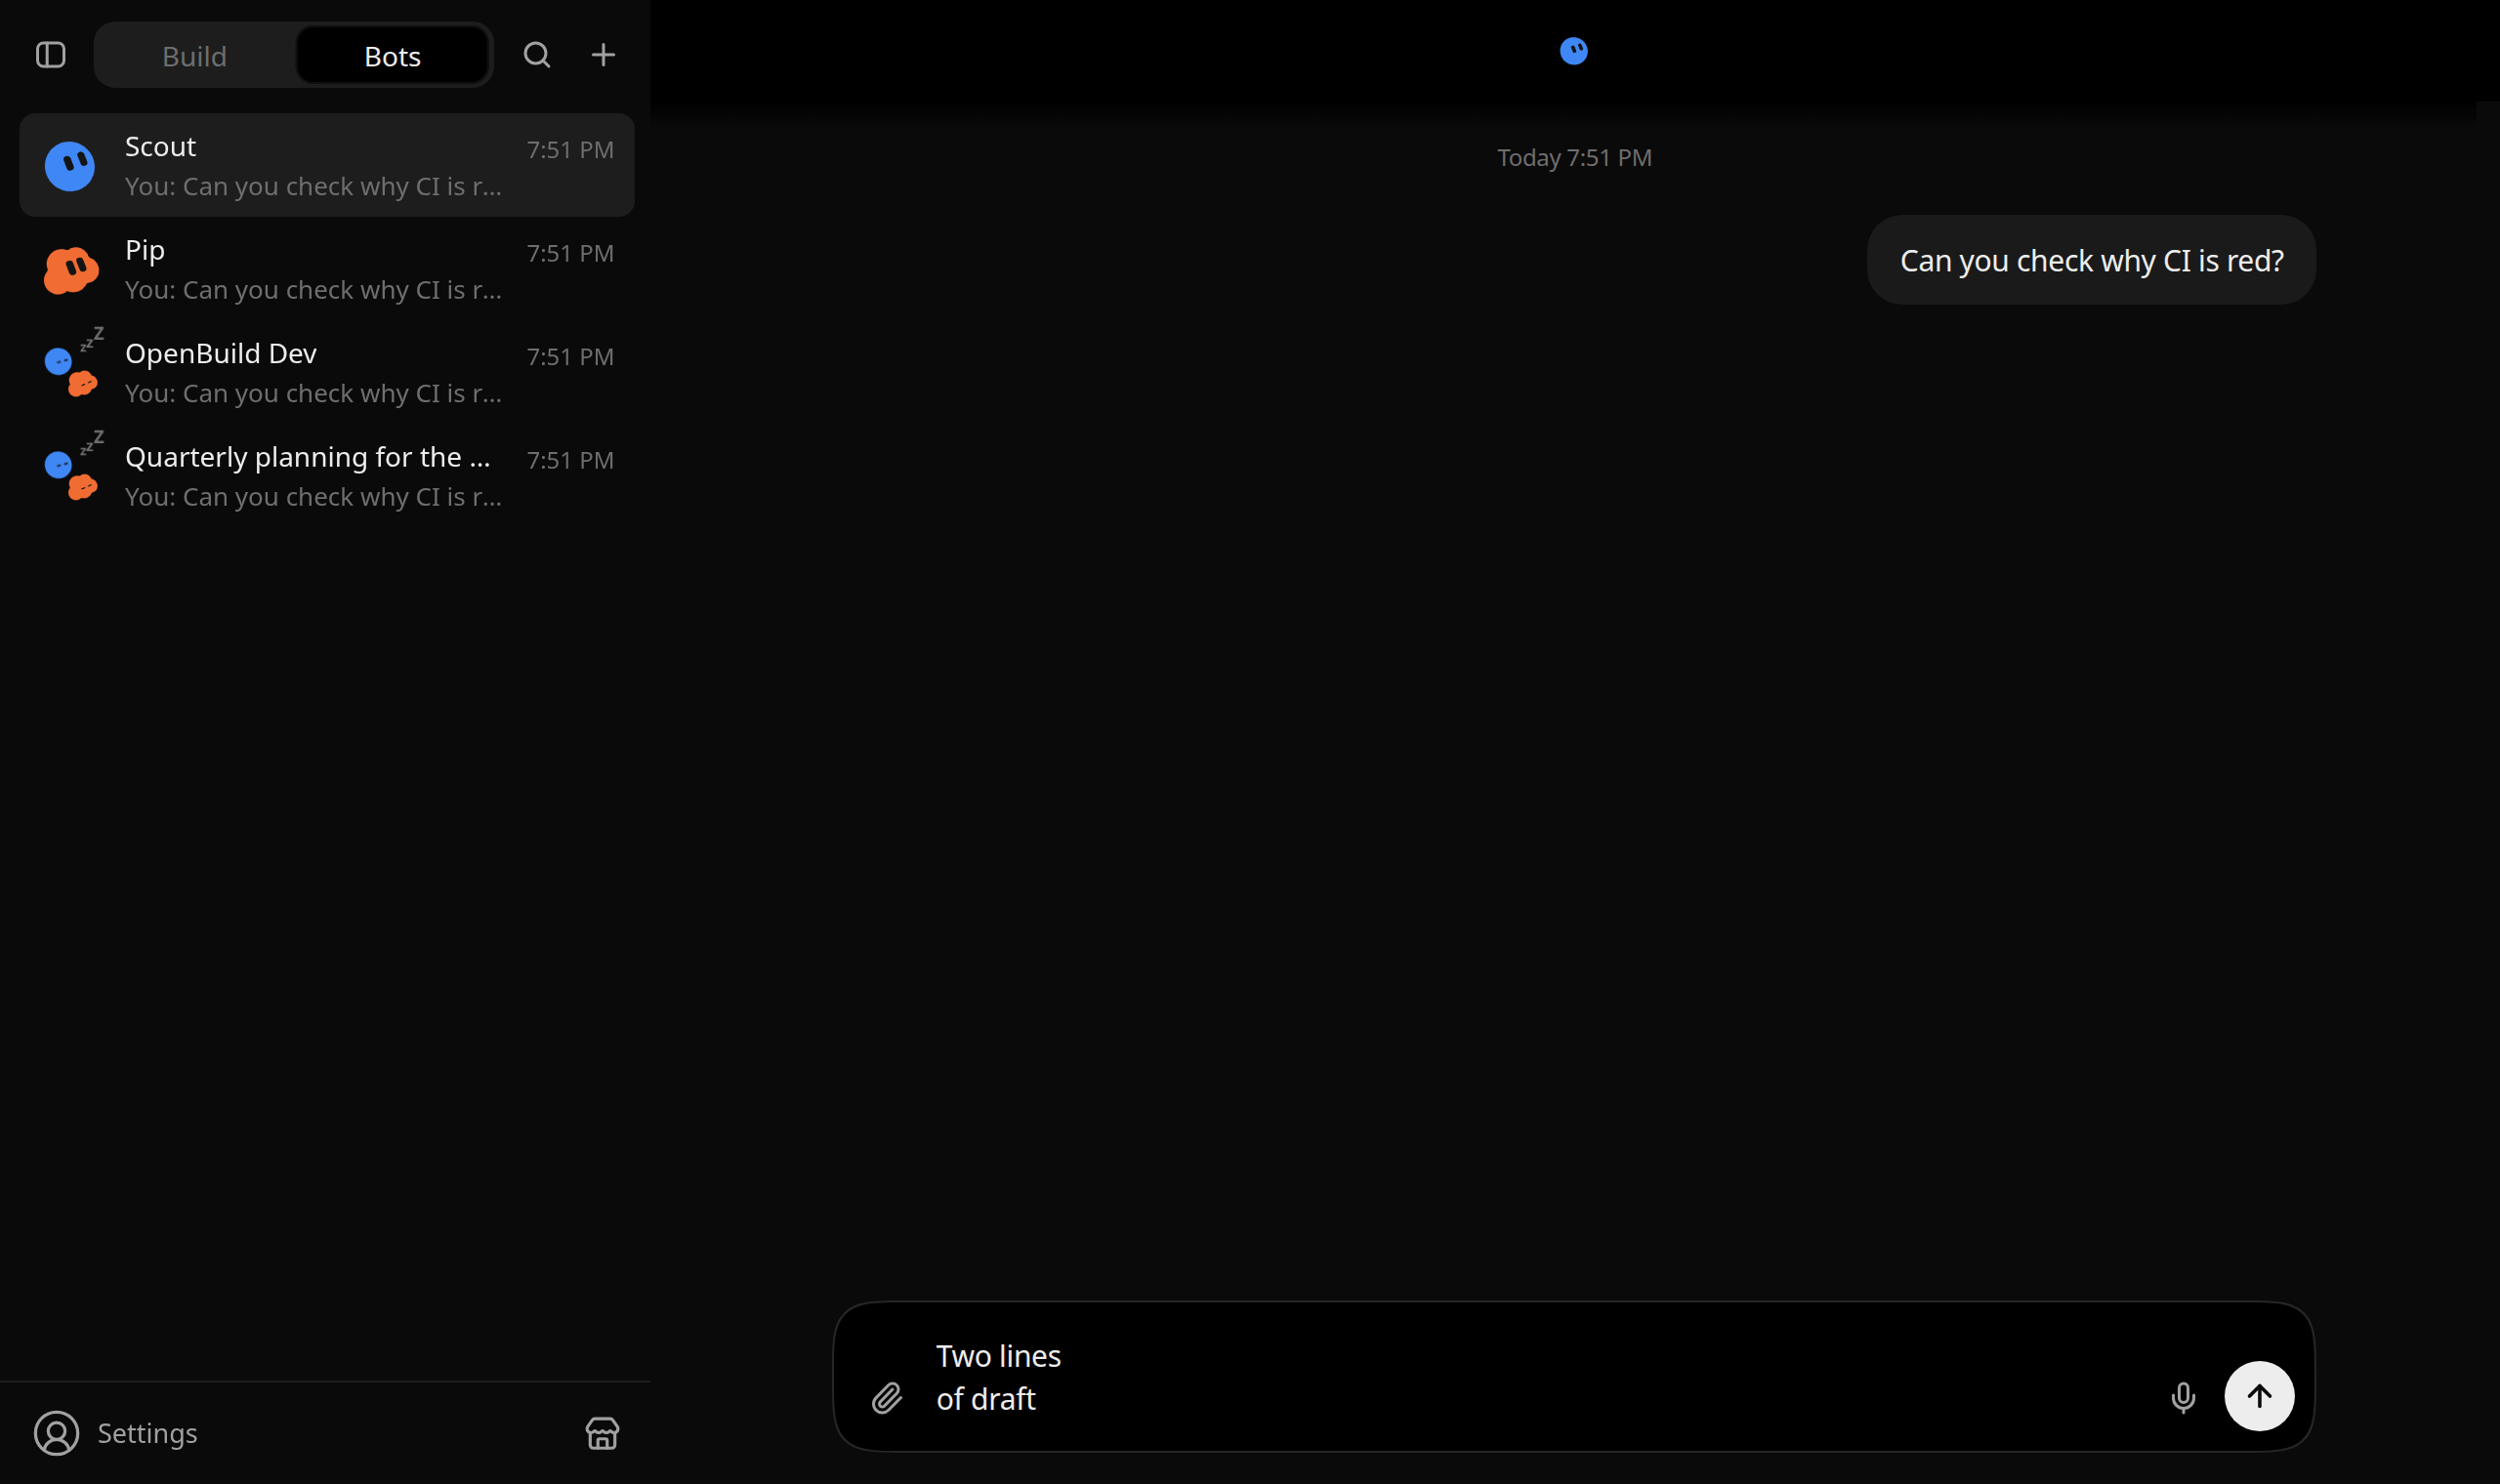 Build
Bots
Scout
7:51 PM
You: Can you check why CI is r...
Pip
7:51 PM
You: Can you check why CI is r...
zzZ
OpenBuild Dev
7:51 PM
You: Can you check why CI is r...
zzZ
Quarterly planning for the ...
7:51 PM
You: Can you check why CI is r...
Settings
Today 7:51 PM
Can you check why CI is red?
Two lines
of draft